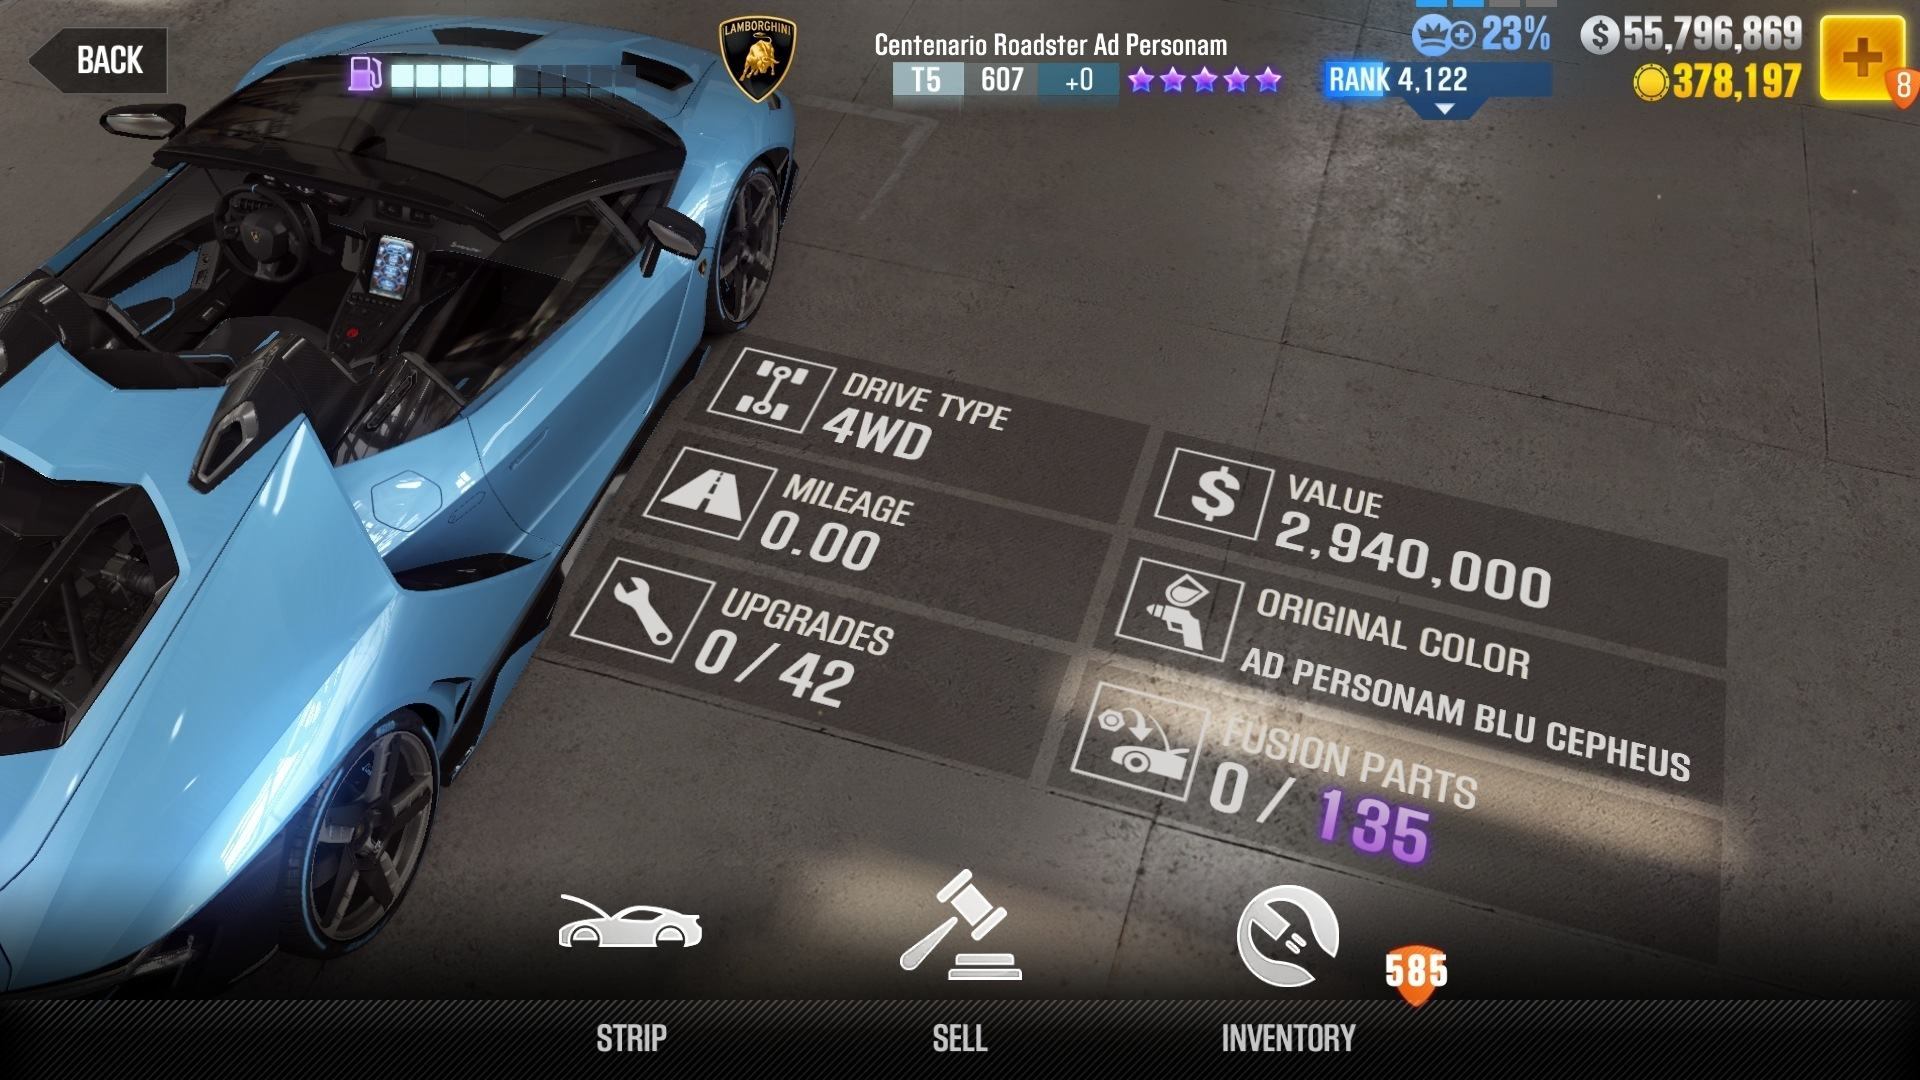 BACK
LAMBORGHINI
Centenario Roadster Ad Personam
T5 607 +0
23%
RANK 4,122
55,796,869
378,197
8
DRIVE TYPE
4WD
MILEAGE
0.00
UPGRADES
0 / 42
VALUE
2,940,000
ORIGINAL COLOR
AD PERSONAM BLU CEPHEUS
FUSION PARTS
0 / 135
585
STRIP
SELL
INVENTORY